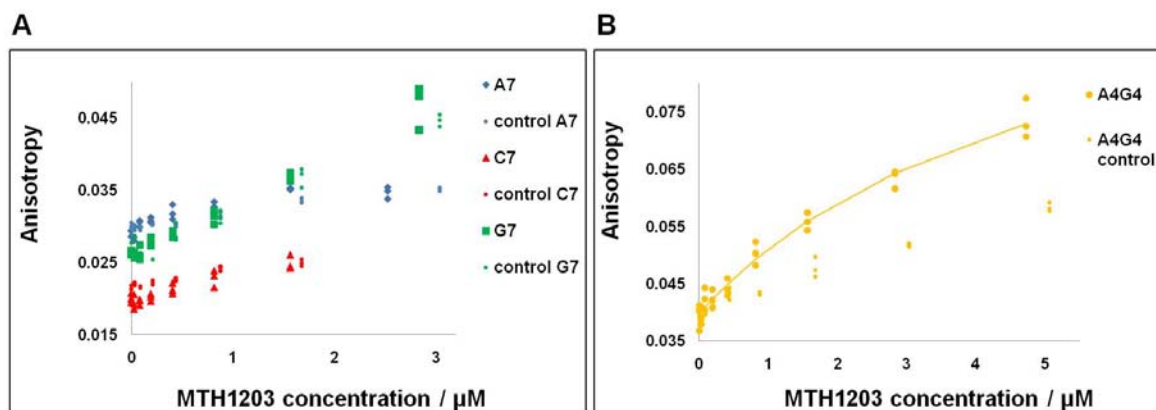 A
Anisotropy
0.045
0.035
0.025
0.015
0
1
2
3
MTH1203 concentration / µM
A7
control A7
C7
control C7
G7
control G7
B
Anisotropy
0.075
0.065
0.055
0.045
0.035
0
1
2
3
4
5
MTH1203 concentration / µM
A4G4
A4G4
control